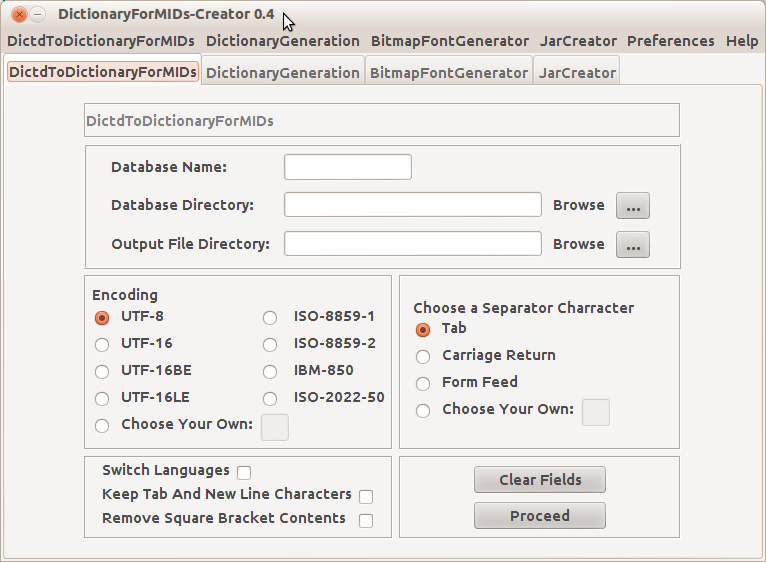 DictionaryForMIDs-Creator 0.4
DictdToDictionaryForMIDs DictionaryGeneration BitmapFontGenerator JarCreator Preferences Help
DictdToDictionaryForMIDs DictionaryGeneration BitmapFontGenerator JarCreator
DictdToDictionaryForMIDs
Database Name:
Database Directory: Browse ...
Output File Directory: Browse ...
Encoding
UTF-8 ISO-8859-1
UTF-16 ISO-8859-2
UTF-16BE IBM-850
UTF-16LE ISO-2022-50
Choose Your Own:
Choose a Separator Charracter
Tab
Carriage Return
Form Feed
Choose Your Own:
Switch Languages
Keep Tab And New Line Characters
Remove Square Bracket Contents
Clear Fields
Proceed